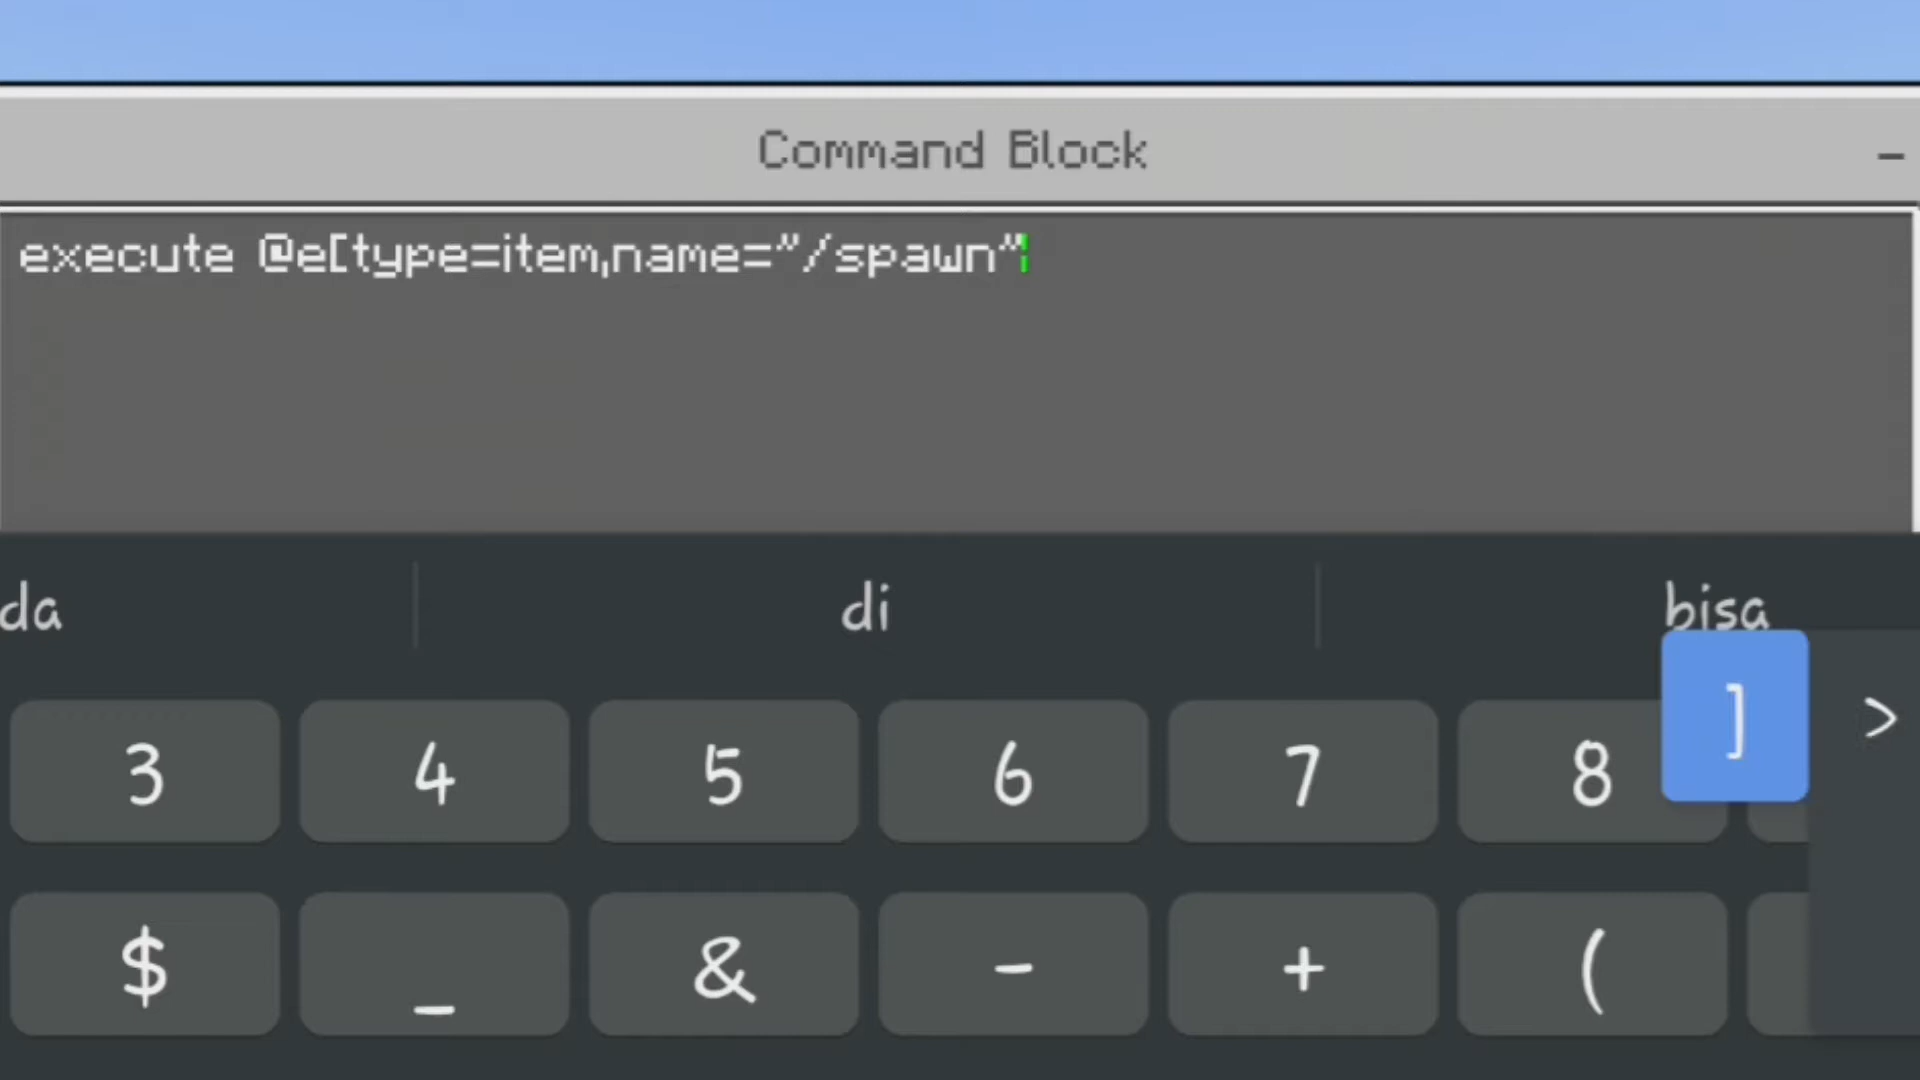 Command Block
execute @e[type=item,name="/spawn"
da di bisa
] >
3 4 5 6 7 8
$ _ & - + (